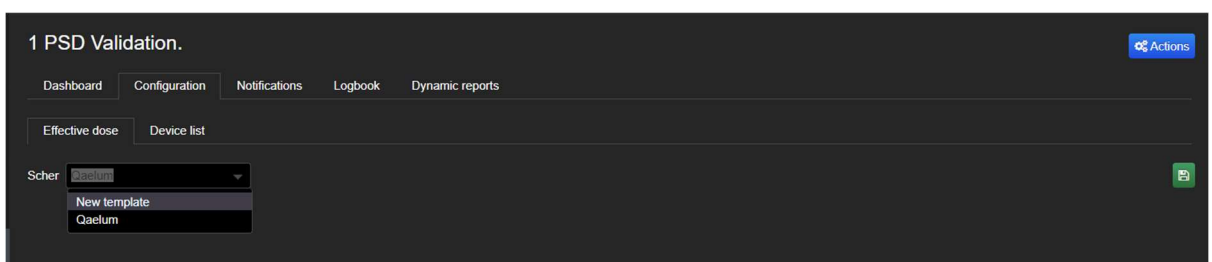 1 PSD Validation.
Actions
Dashboard Configuration Notifications Logbook Dynamic reports
Effective dose Device list
Scher Qaelum
New template
Qaelum